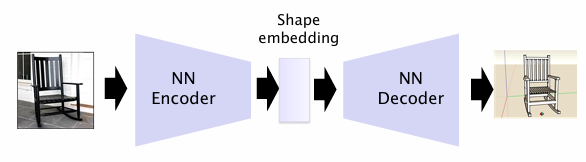 Shape
embedding
NN
Encoder
NN
Decoder